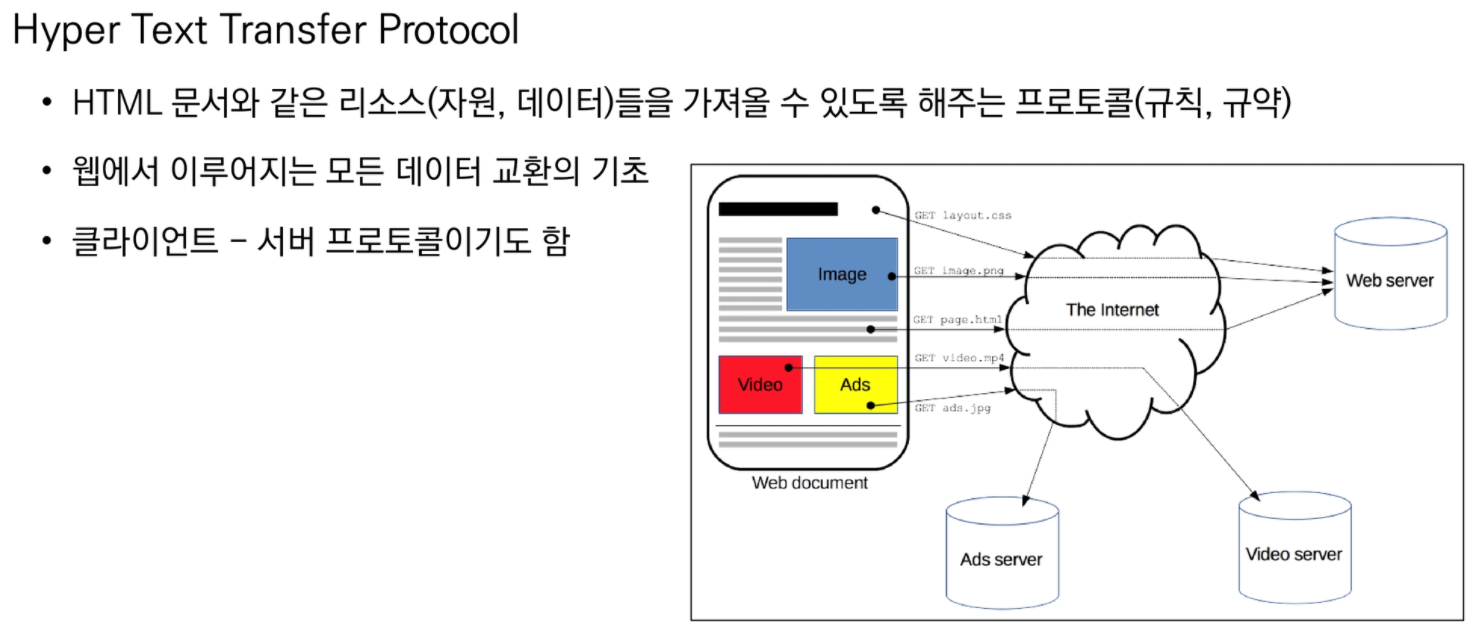 Hyper Text Transfer Protocol
• HTML 문서와 같은 리소스(자원, 데이터)들을 가져올 수 있도록 해주는 프로토콜(규칙, 규약)
• 웹에서 이루어지는 모든 데이터 교환의 기초
• 클라이언트 – 서버 프로토콜이기도 함
GET layout.css
Image
GET image.png
Web server
The Internet
GET page.html
GET video.mp4
Video
Ads
GET ads.jpg
Web document
Ads server
Video server